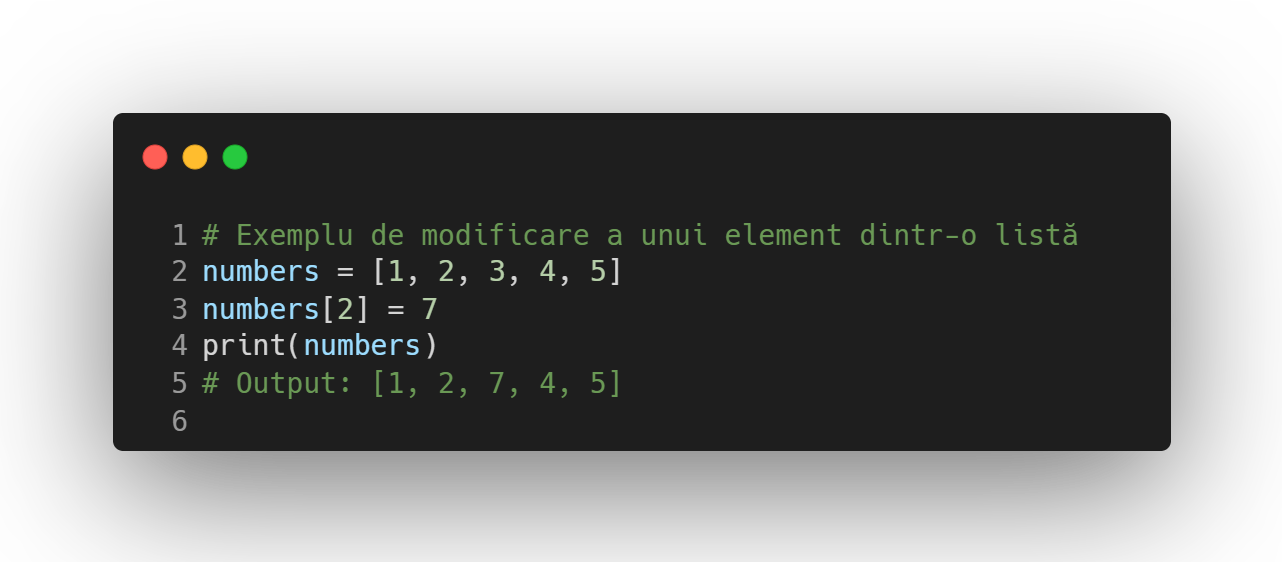 1 # Exemplu de modificare a unui element dintr-o listă
2 numbers = [1, 2, 3, 4, 5]
3 numbers[2] = 7
4 print(numbers)
5 # Output: [1, 2, 7, 4, 5]
6